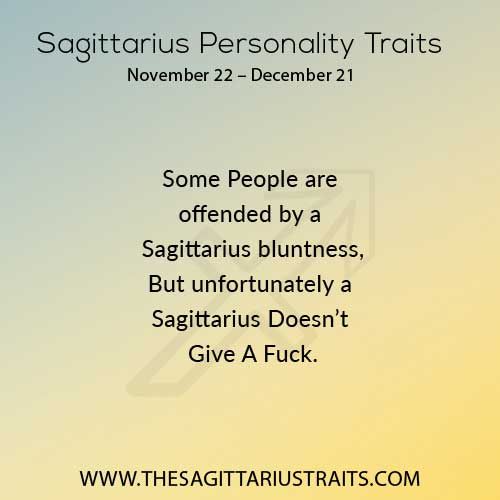 Sagittarius Personality Traits
November 22 – December 21
Some People are
offended by a
Sagittarius bluntness,
But unfortunately a
Sagittarius Doesn’t
Give A Fuck.
WWW.THESAGITTARIUSTRAITS.COM